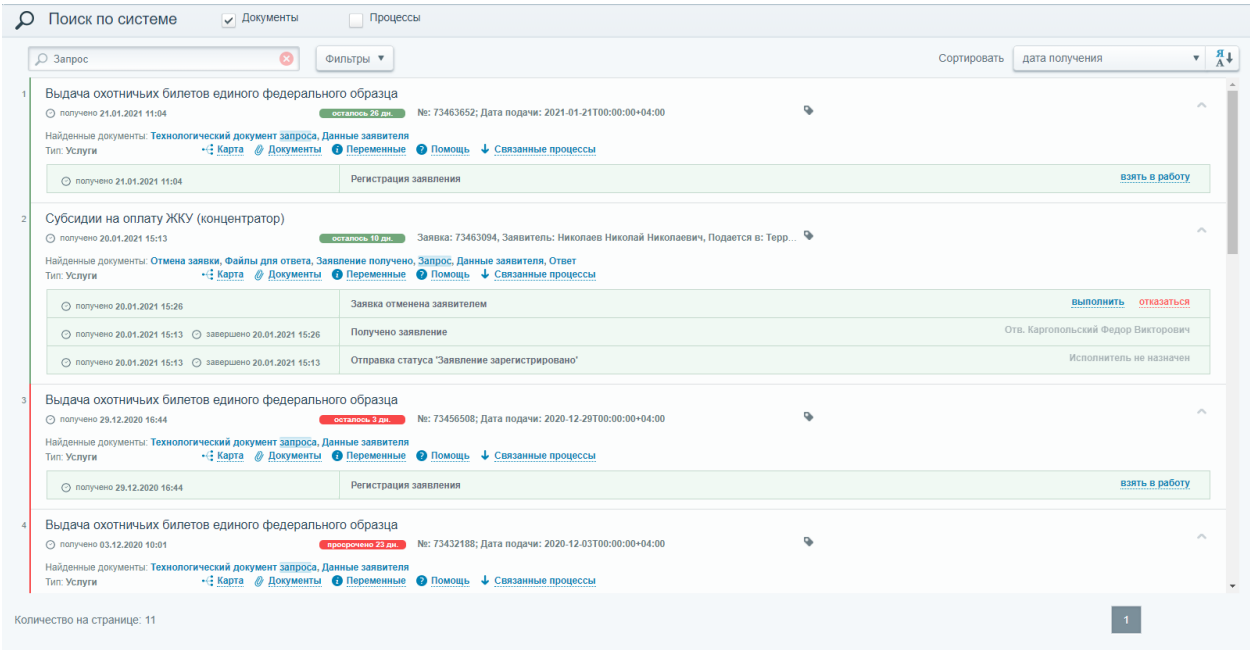 Поиск по системе Документы Процессы
Запрос Фильтры Сортировать дата получения Я А
1 Выдача охотничьих билетов единого федерального образца
получено 21.01.2021 11:04 осталось 26 дн. №: 73463652; Дата подачи: 2021-01-21T00:00:00+04:00
Найденные документы: Технологический документ запроса, Данные заявителя
Тип: Услуги Карта Документы Переменные Помощь Связанные процессы
получено 21.01.2021 11:04 Регистрация заявления взять в работу
2 Субсидии на оплату ЖКУ (концентратор)
получено 20.01.2021 15:13 осталось 10 дн. Заявка: 73463094, Заявитель: Николаев Николай Николаевич, Подается в: Терр...
Найденные документы: Отмена заявки, Файлы для ответа, Заявление получено, Запрос, Данные заявителя, Ответ
Тип: Услуги Карта Документы Переменные Помощь Связанные процессы
получено 20.01.2021 15:26 Заявка отменена заявителем выполнить отказаться
получено 20.01.2021 15:13 завершено 20.01.2021 15:26 Получено заявление Отв. Каргопольский Федор Викторович
получено 20.01.2021 15:13 завершено 20.01.2021 15:13 Отправка статуса 'Заявление зарегистрировано' Исполнитель не назначен
3 Выдача охотничьих билетов единого федерального образца
получено 29.12.2020 16:44 осталось 3 дн. №: 73456508; Дата подачи: 2020-12-29T00:00:00+04:00
Найденные документы: Технологический документ запроса, Данные заявителя
Тип: Услуги Карта Документы Переменные Помощь Связанные процессы
получено 29.12.2020 16:44 Регистрация заявления взять в работу
4 Выдача охотничьих билетов единого федерального образца
получено 03.12.2020 10:01 просрочено 23 дн. №: 73432188; Дата подачи: 2020-12-03T00:00:00+04:00
Найденные документы: Технологический документ запроса, Данные заявителя
Тип: Услуги Карта Документы Переменные Помощь Связанные процессы
Количество на странице: 11 1